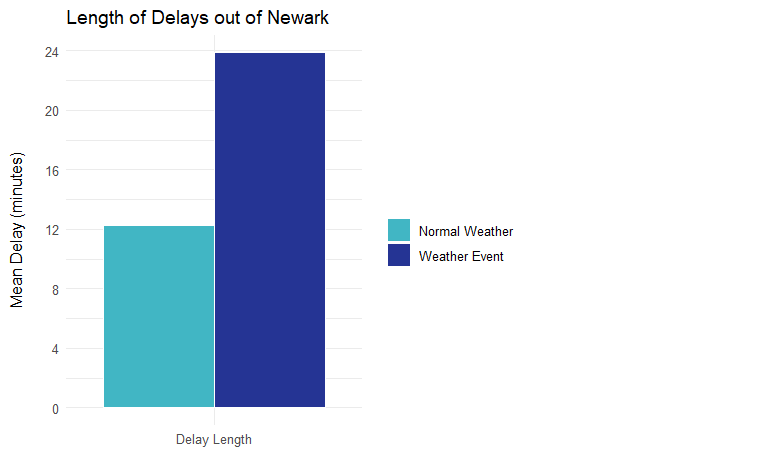 Length of Delays out of Newark
Mean Delay (minutes)
24
20
16
12
8
4
0
Delay Length
Normal Weather
Weather Event